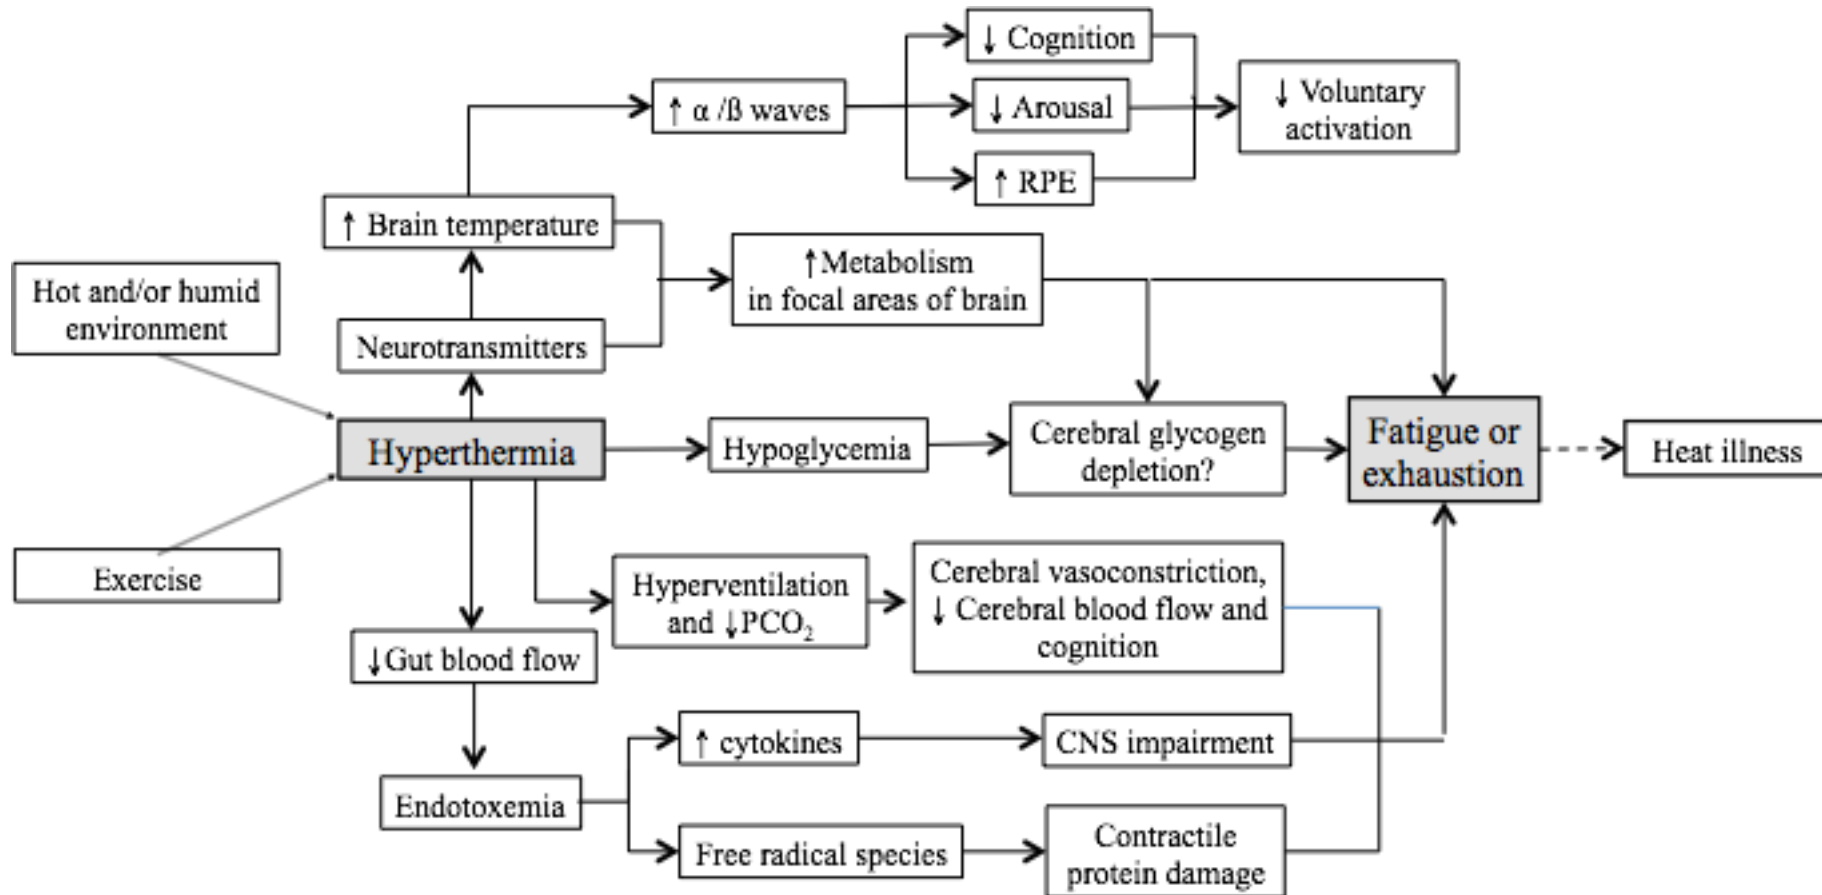 ↓ Cognition
↑ α /ß waves
↓ Arousal
↓ Voluntary
activation
↑ RPE
↑ Brain temperature
↑Metabolism
in focal areas of brain
Hot and/or humid
environment
Neurotransmitters
Hyperthermia
Hypoglycemia
Cerebral glycogen
depletion?
Fatigue or
exhaustion
Heat illness
Exercise
Hyperventilation
and ↓PCO₂
Cerebral vasoconstriction,
↓ Cerebral blood flow and
cognition
↓Gut blood flow
↑ cytokines
CNS impairment
Endotoxemia
Free radical species
Contractile
protein damage